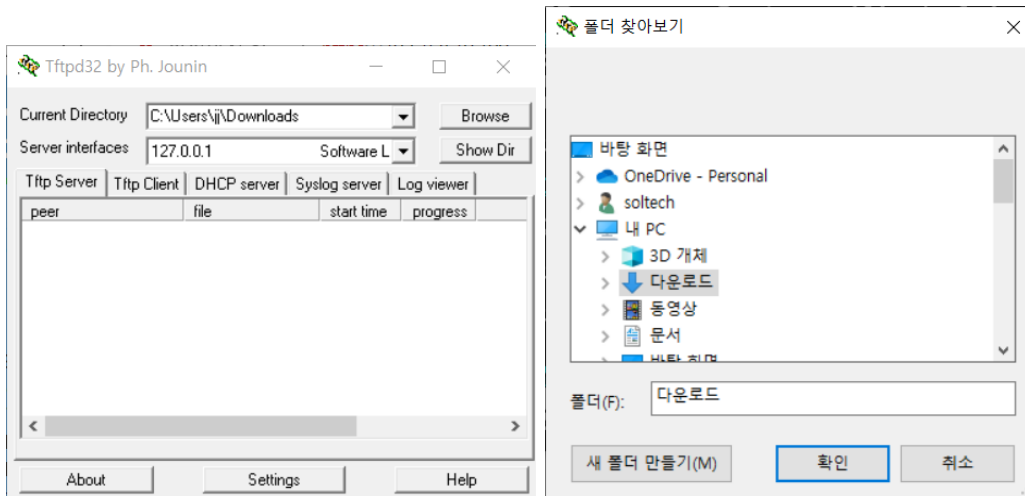 Tftpd32 by Ph. Jounin
Current Directory
C:\Users\jj\Downloads
Browse
Server interfaces
127.0.0.1 Software L
Show Dir
Tftp Server
Tftp Client
DHCP server
Syslog server
Log viewer
peer
file
start time
progress
About
Settings
Help
폴더 찾아보기
바탕 화면
OneDrive - Personal
soltech
내 PC
3D 개체
다운로드
동영상
문서
바탕 화면
폴더(F):
다운로드
새 폴더 만들기(M)
확인
취소